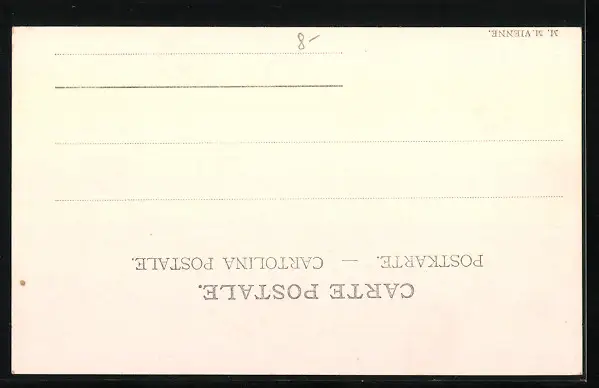 CARTE POSTALE.
POSTKARTE. — CARTOLINA POSTALE.
M. M. VIENNE.
8-